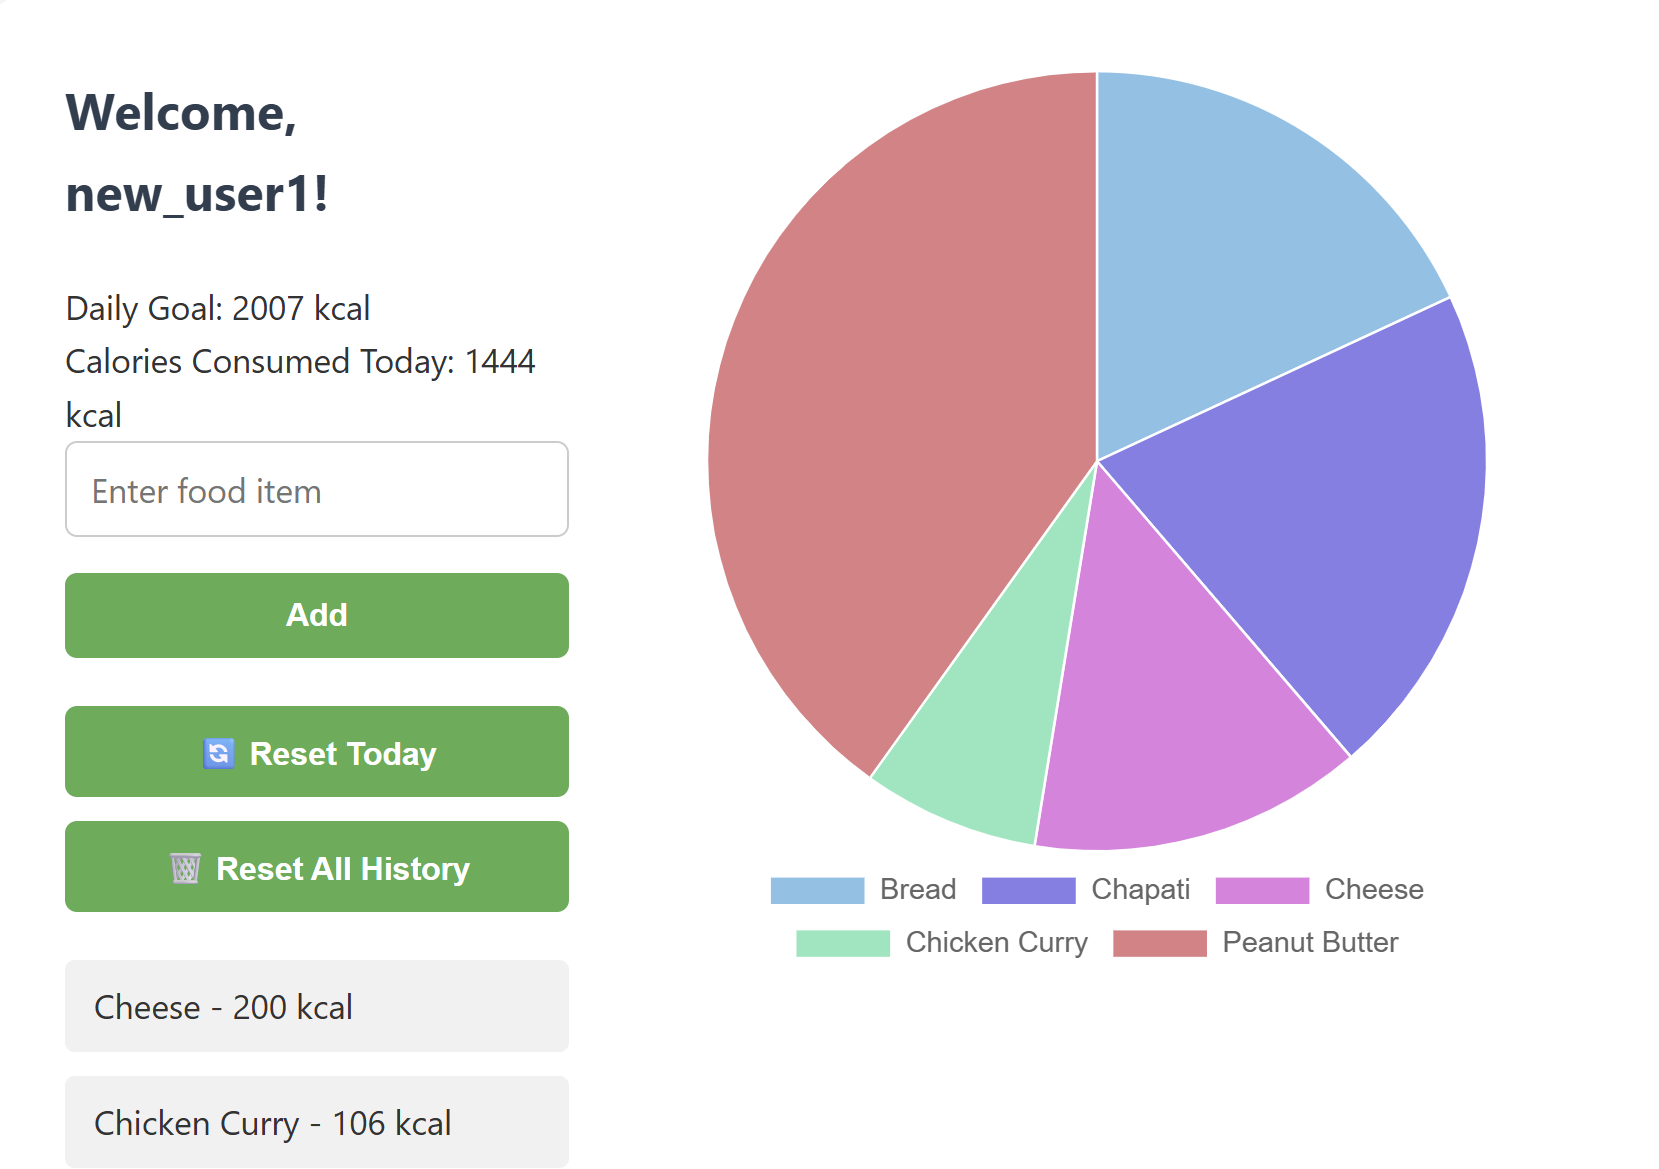 Welcome,
new_user1!
Daily Goal: 2007 kcal
Calories Consumed Today: 1444
kcal
Enter food item
Add
🔄 Reset Today
🗑️ Reset All History
Cheese - 200 kcal
Chicken Curry - 106 kcal
Bread Chapati Cheese
Chicken Curry Peanut Butter